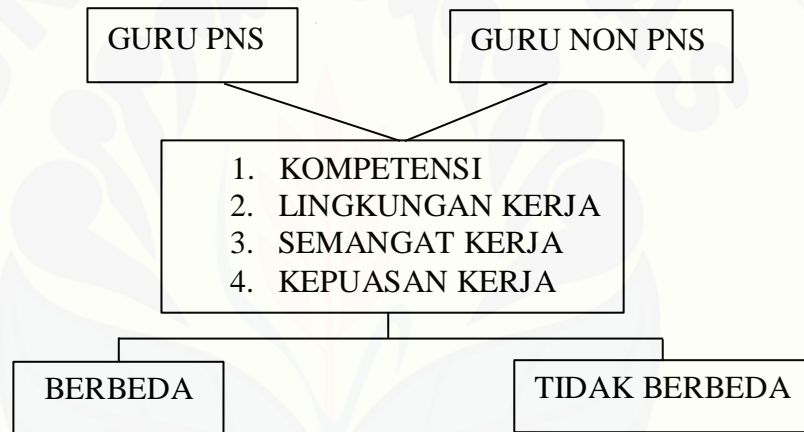 GURU PNS
GURU NON PNS
1. KOMPETENSI
2. LINGKUNGAN KERJA
3. SEMANGAT KERJA
4. KEPUASAN KERJA
BERBEDA
TIDAK BERBEDA